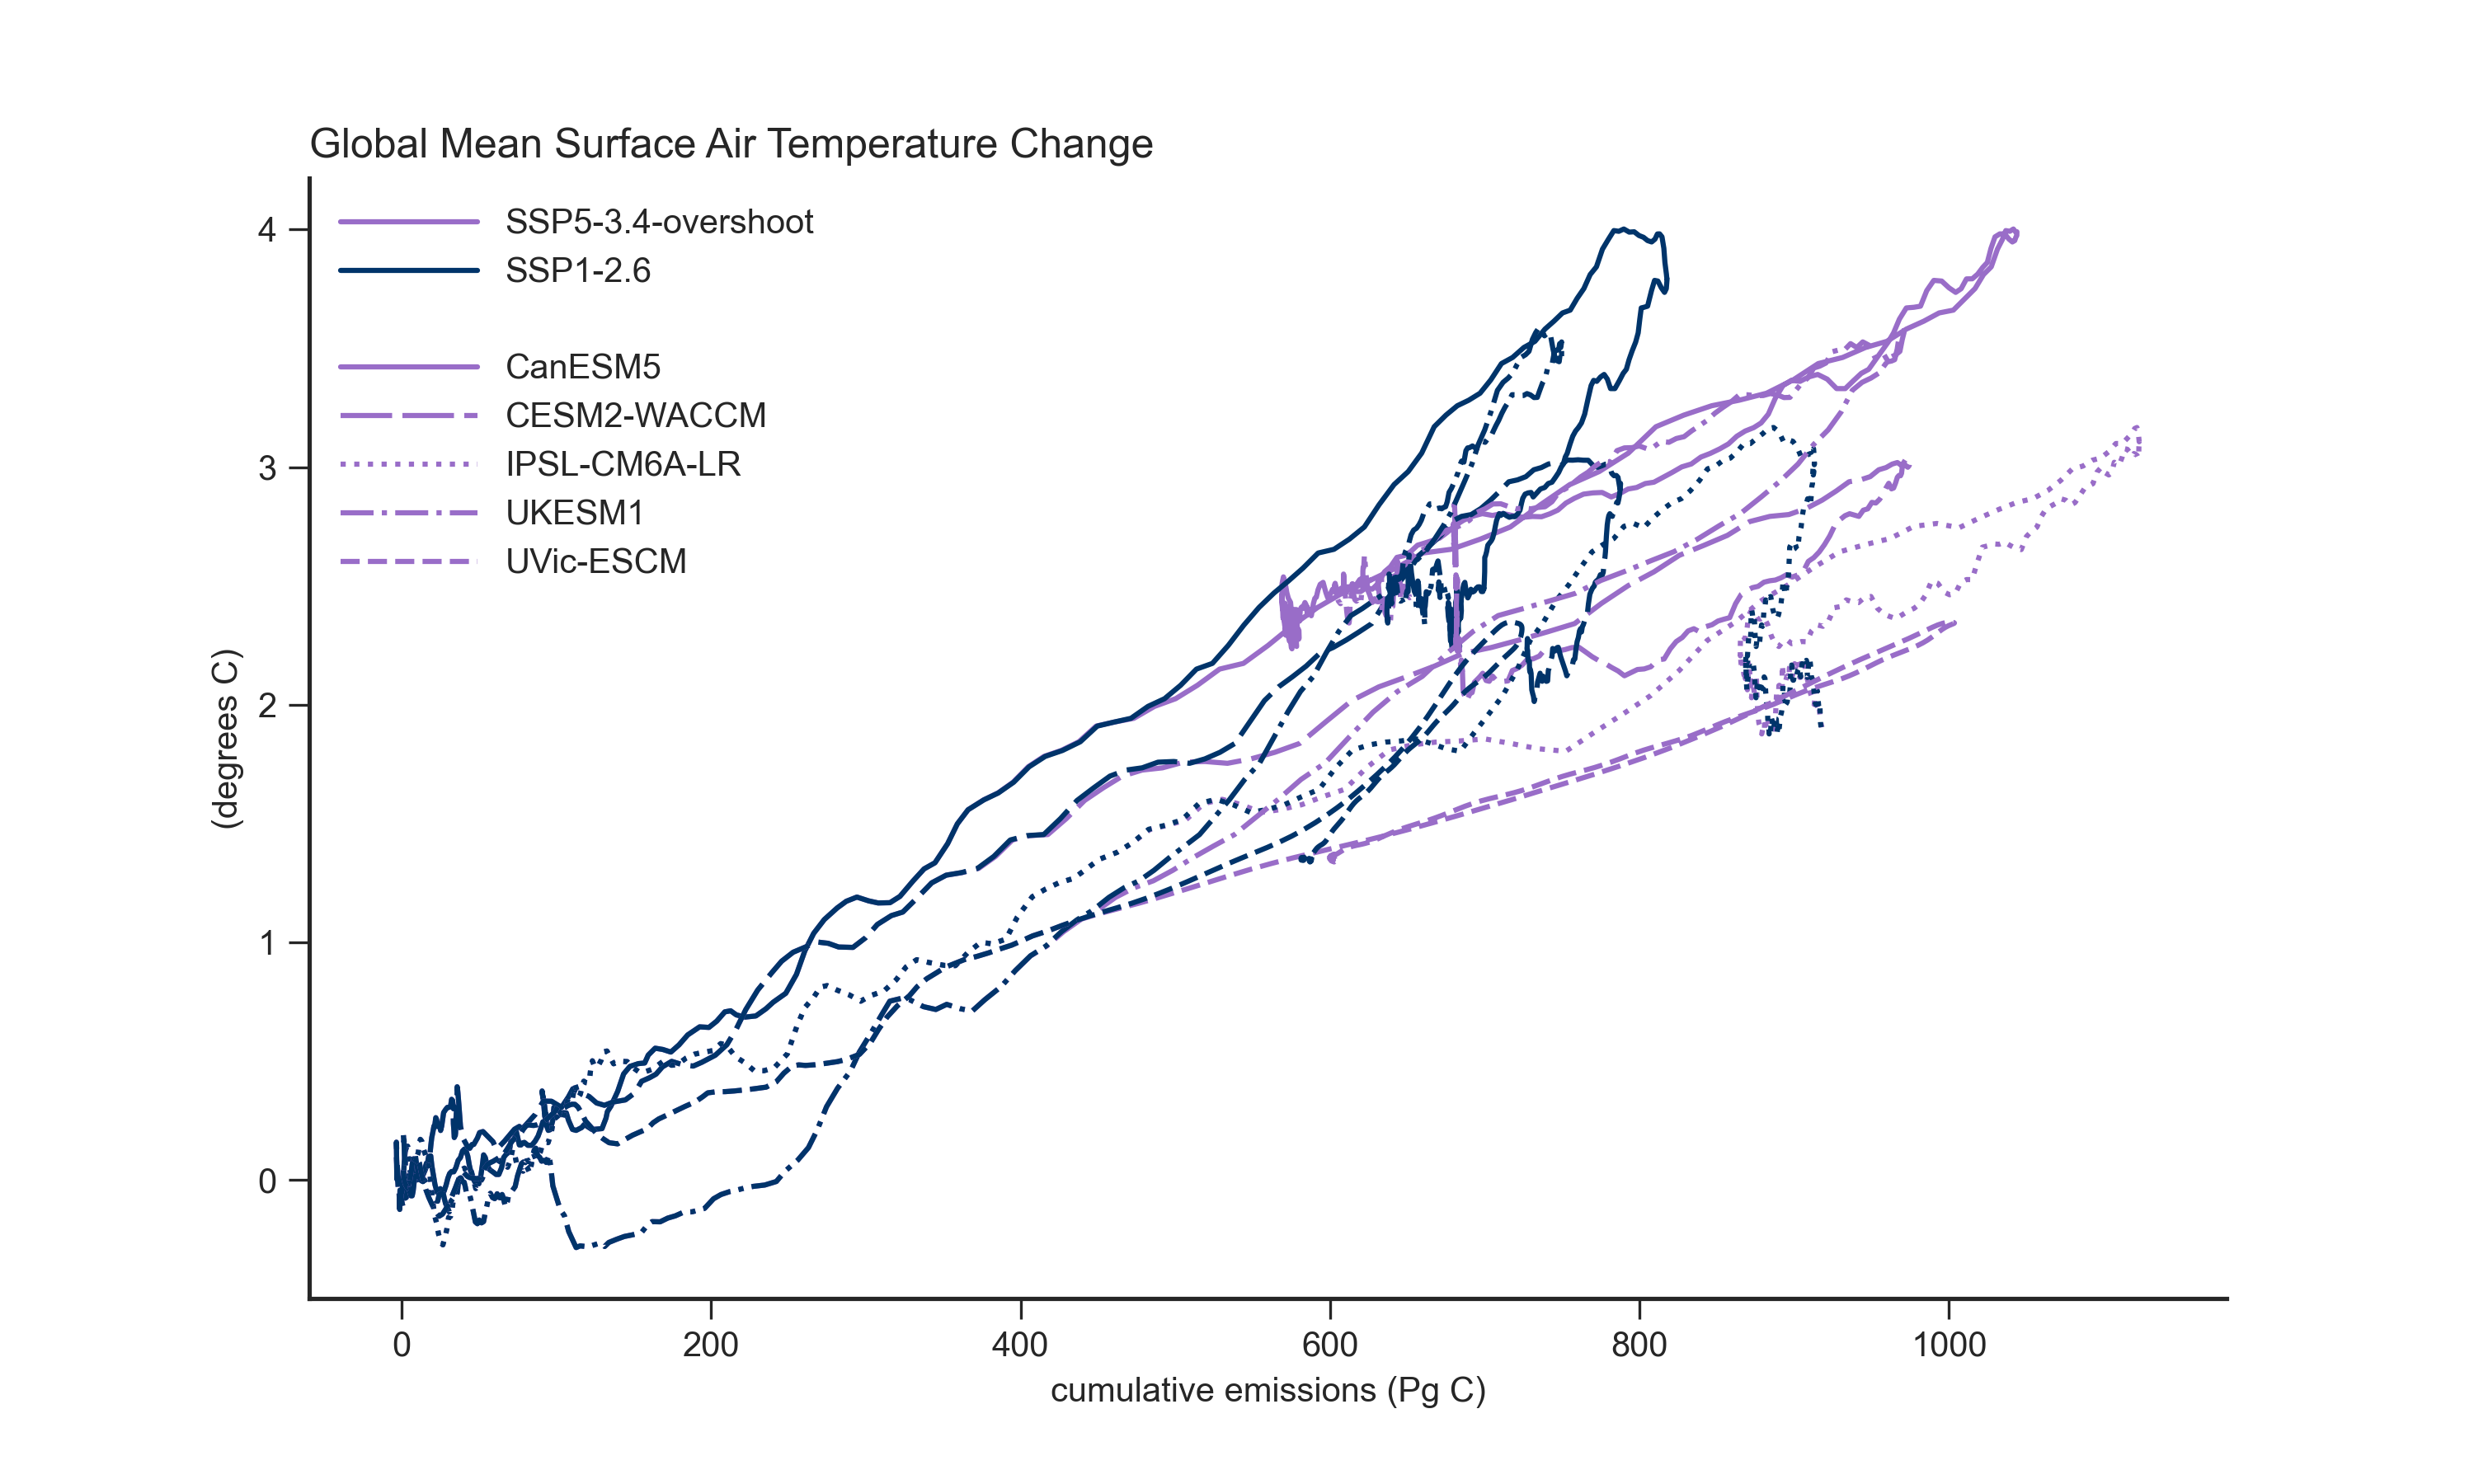 Global Mean Surface Air Temperature Change
SSP5-3.4-overshoot
SSP1-2.6
CanESM5
CESM2-WACCM
IPSL-CM6A-LR
UKESM1
UVic-ESCM
4
3
2
1
0
(degrees C)
0 200 400 600 800 1000
cumulative emissions (Pg C)